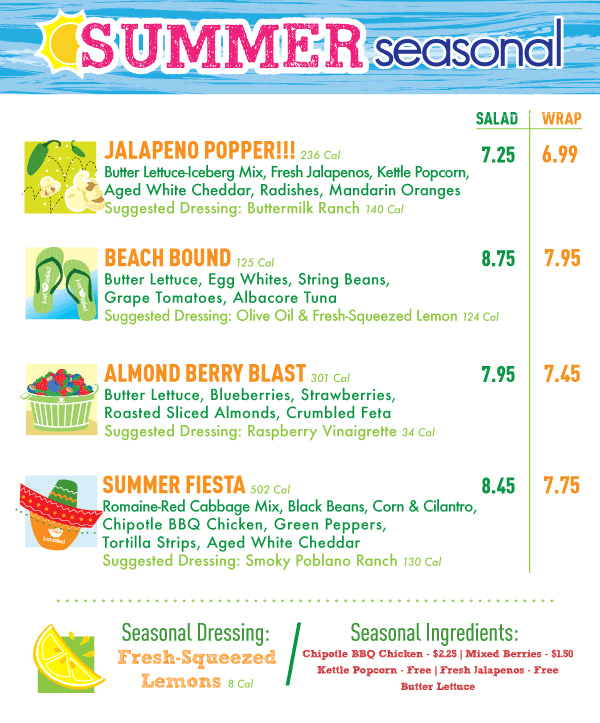 SUMMER seasonal
SALAD WRAP
JALAPENO POPPER!!! 236 Cal 7.25 6.99
Butter Lettuce-Iceberg Mix, Fresh Jalapenos, Kettle Popcorn,
Aged White Cheddar, Radishes, Mandarin Oranges
Suggested Dressing: Buttermilk Ranch 140 Cal
BEACH BOUND 125 Cal 8.75 7.95
Butter Lettuce, Egg Whites, String Beans,
Grape Tomatoes, Albacore Tuna
Suggested Dressing: Olive Oil & Fresh-Squeezed Lemon 124 Cal
ALMOND BERRY BLAST 301 Cal 7.95 7.45
Butter Lettuce, Blueberries, Strawberries,
Roasted Sliced Almonds, Crumbled Feta
Suggested Dressing: Raspberry Vinaigrette 34 Cal
SUMMER FIESTA 502 Cal 8.45 7.75
Romaine-Red Cabbage Mix, Black Beans, Corn & Cilantro,
Chipotle BBQ Chicken, Green Peppers,
Tortilla Strips, Aged White Cheddar
Suggested Dressing: Smoky Poblano Ranch 130 Cal
Seasonal Dressing:
Fresh-Squeezed
Lemons 8 Cal
Seasonal Ingredients:
Chipotle BBQ Chicken - $2.25 | Mixed Berries - $1.50
Kettle Popcorn - Free | Fresh Jalapenos - Free
Butter Lettuce